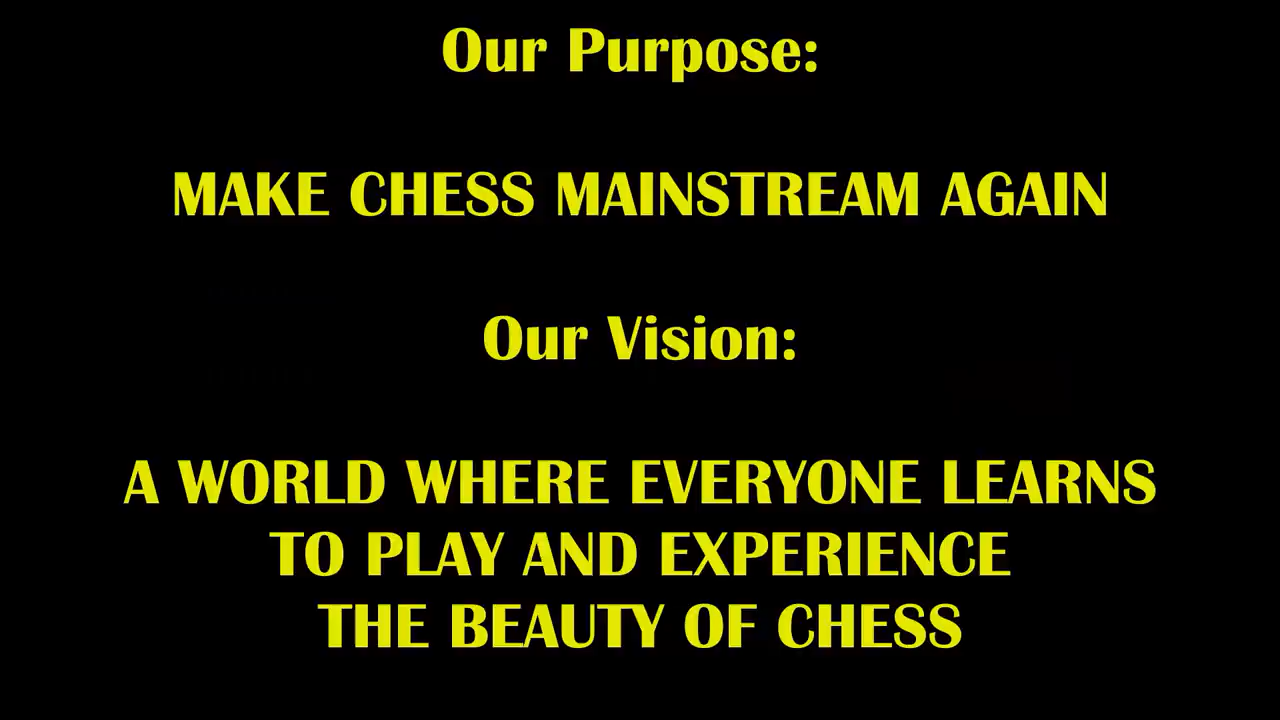 Our Purpose:
MAKE CHESS MAINSTREAM AGAIN
Our Vision:
A WORLD WHERE EVERYONE LEARNS
TO PLAY AND EXPERIENCE
THE BEAUTY OF CHESS